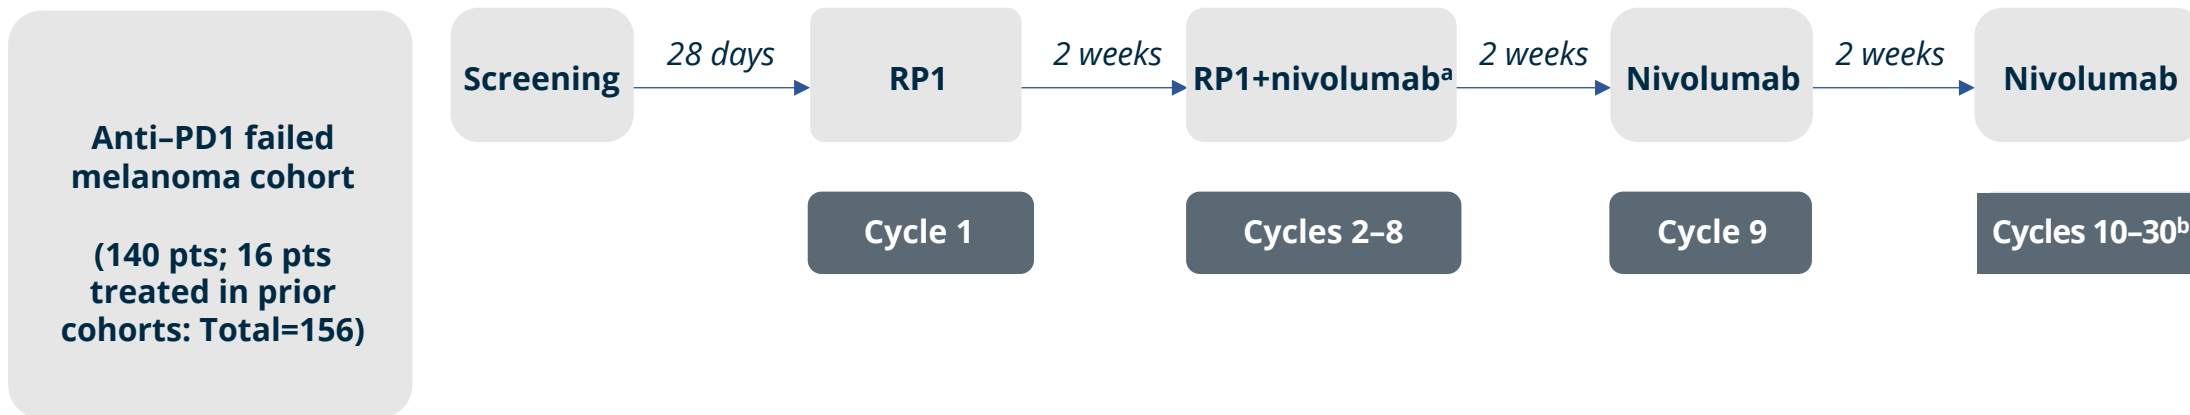 Anti–PD1 failed
melanoma cohort
(140 pts; 16 pts
treated in prior
cohorts: Total=156)
Screening
28 days
RP1
2 weeks
RP1+nivolumabᵃ
2 weeks
Nivolumab
2 weeks
Nivolumab
Cycle 1
Cycles 2–8
Cycle 9
Cycles 10–30ᵇ